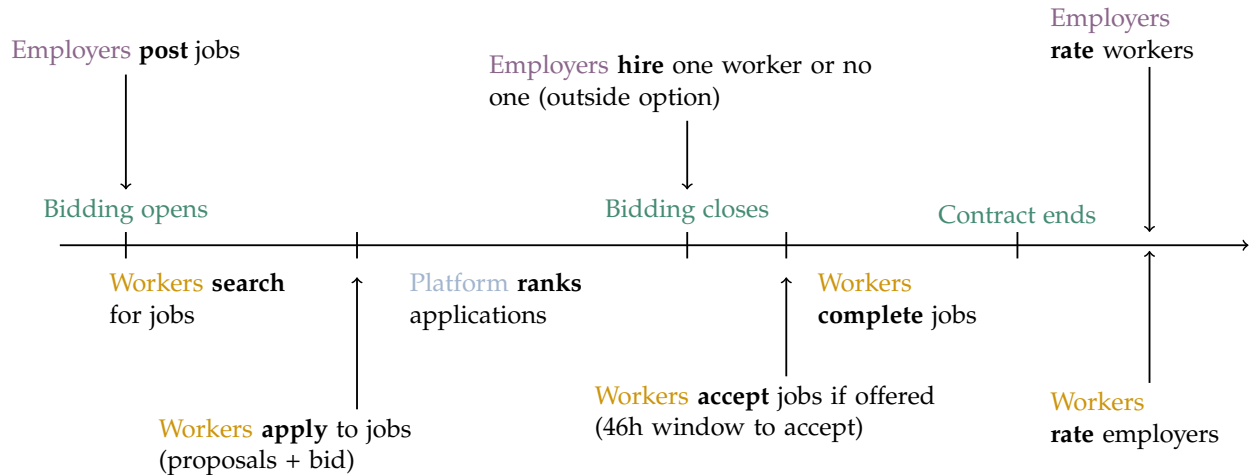 Employers post jobs
Employers hire one worker or no
one (outside option)
Employers
rate workers
Bidding opens
Bidding closes
Contract ends
Workers search
for jobs
Platform ranks
applications
Workers
complete jobs
Workers apply to jobs
(proposals + bid)
Workers accept jobs if offered
(46h window to accept)
Workers
rate employers